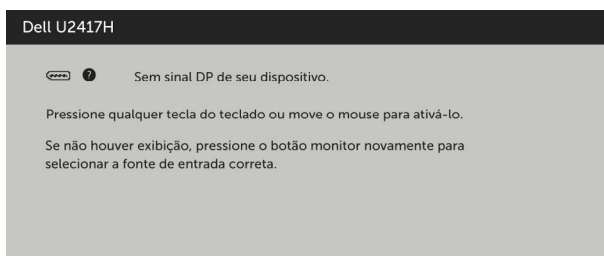 Dell U2417H
? Sem sinal DP de seu dispositivo.
Pressione qualquer tecla do teclado ou move o mouse para ativá-lo.
Se não houver exibição, pressione o botão monitor novamente para
selecionar a fonte de entrada correta.